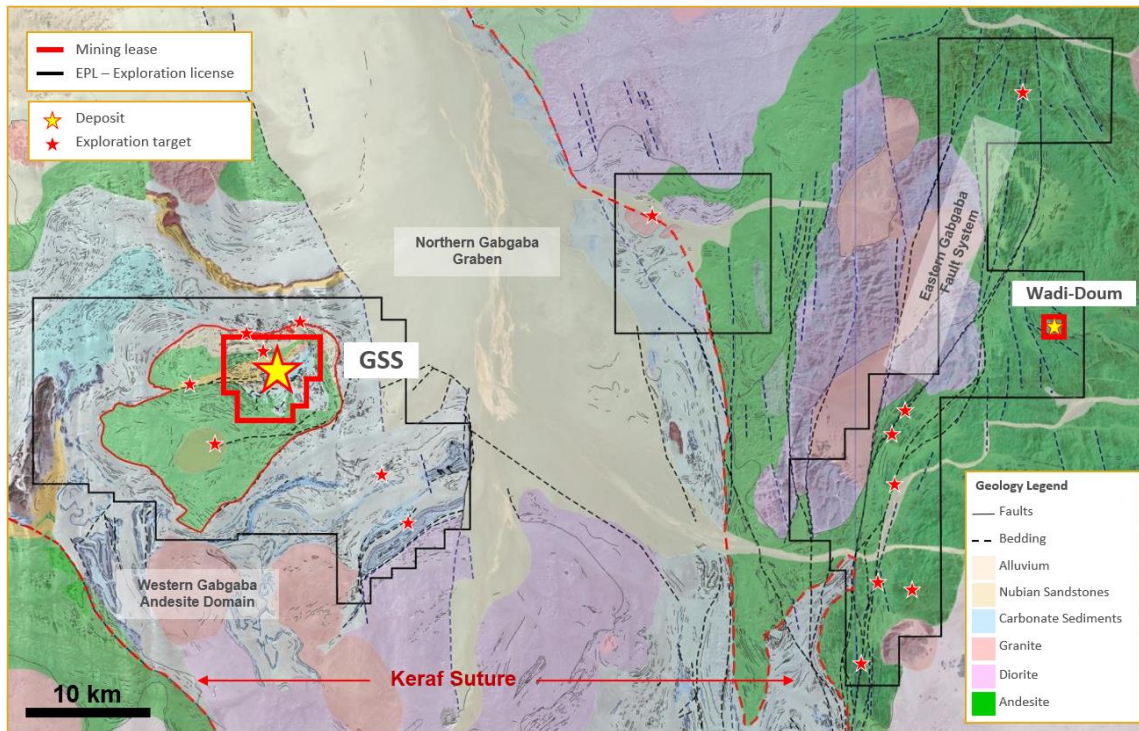 Mining lease
EPL – Exploration license
Deposit
Exploration target
Northern Gabgaba
Graben
Eastern Gabgaba
Fault System
Wadi-Doum
GSS
Western Gabgaba
Andesite Domain
Keraf Suture
10 km
Geology Legend
Faults
Bedding
Alluvium
Nubian Sandstones
Carbonate Sediments
Granite
Diorite
Andesite